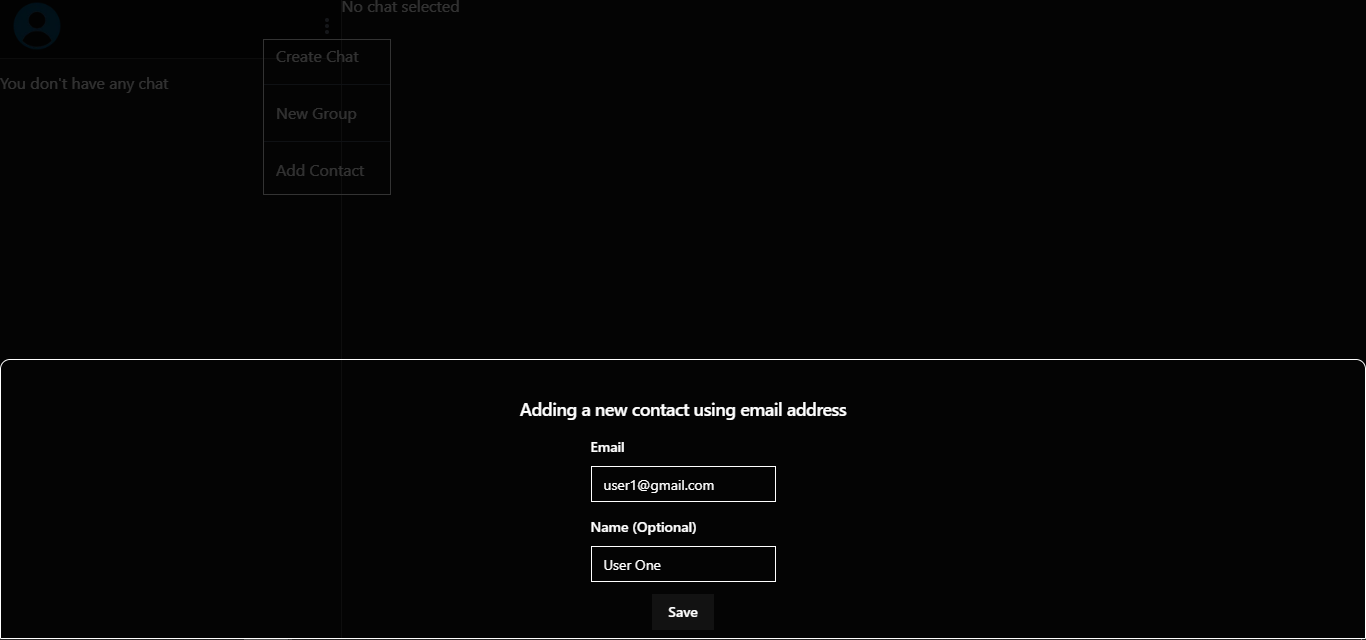 No chat selected
Create Chat
You don't have any chat
New Group
Add Contact
Adding a new contact using email address
Email
user1@gmail.com
Name (Optional)
User One
Save